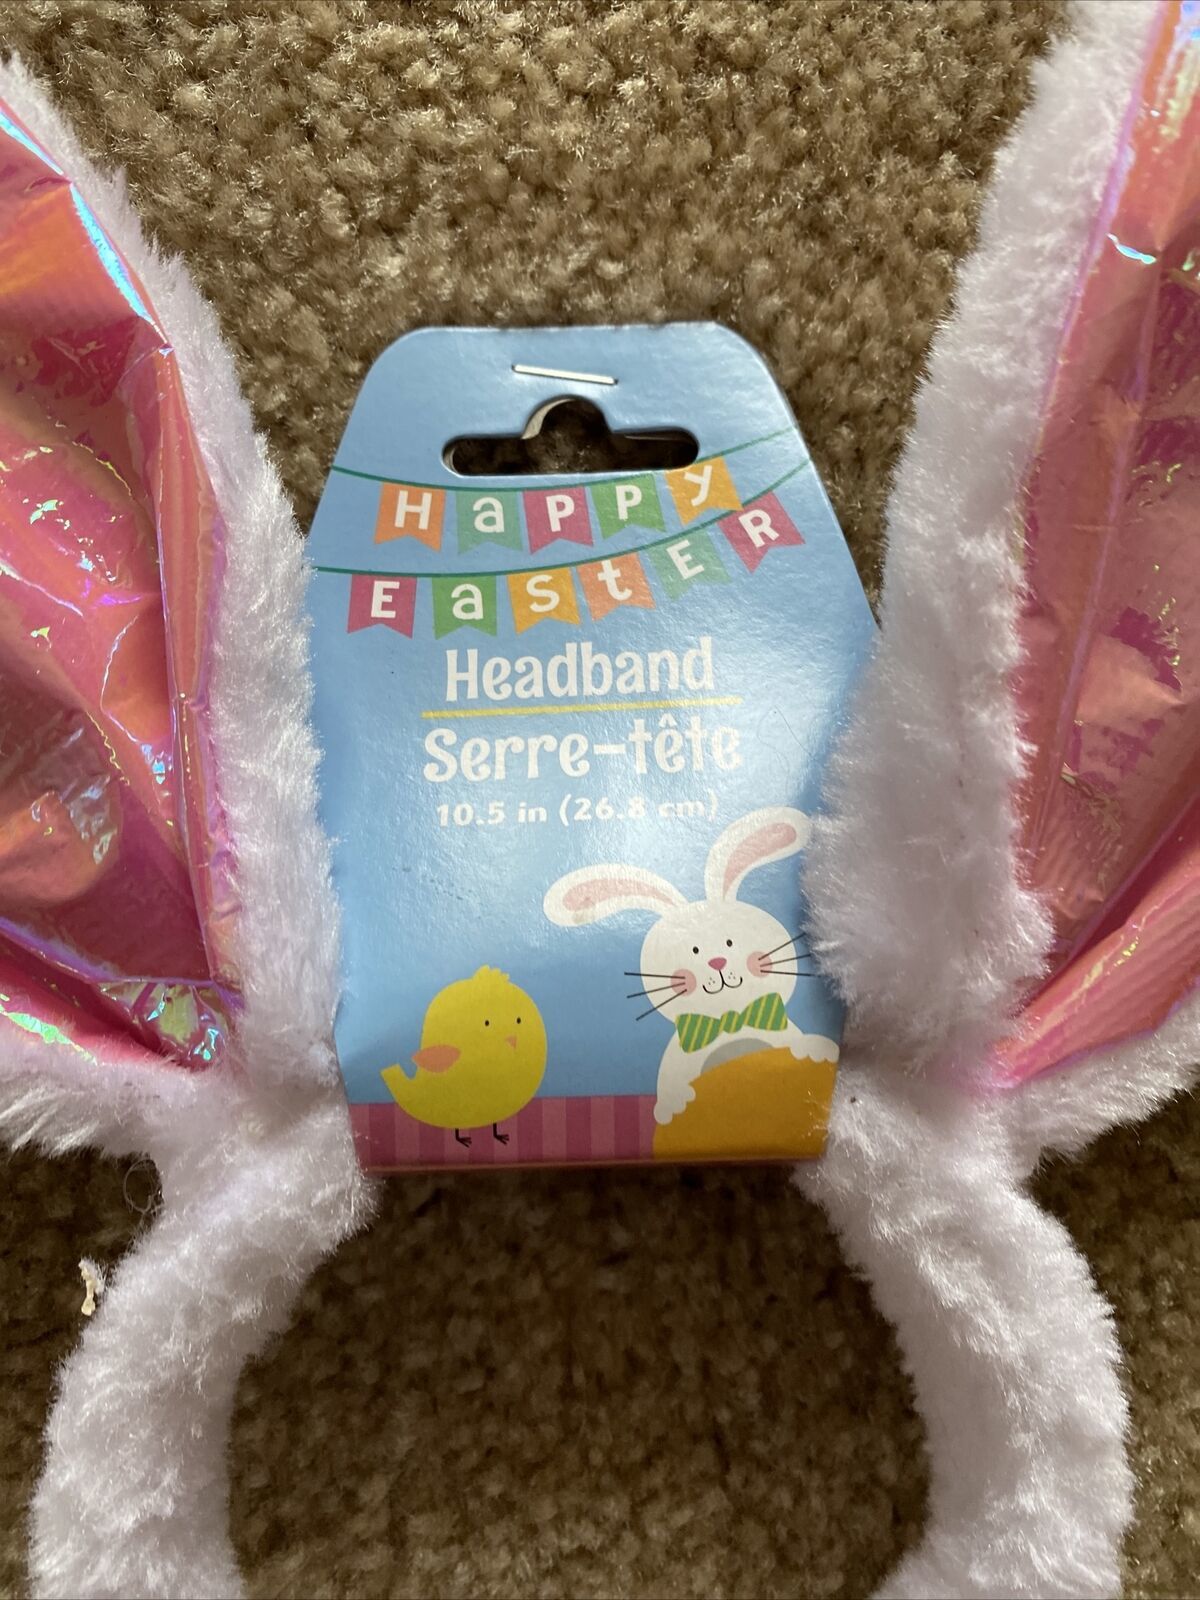 Happy
EasteR
Headband
Serre-tête
10.5 in (26.8 cm)